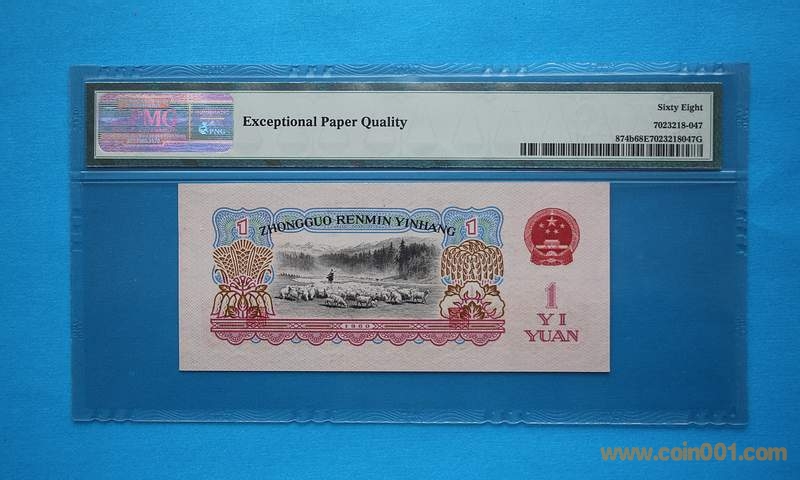 PMG
PNG
Exceptional Paper Quality
Sixty Eight
7023218-047
874b68E7023218047G
1
ZHONGGUO RENMIN YINHANG
1
1960
1
YI
YUAN
www.coin001.com